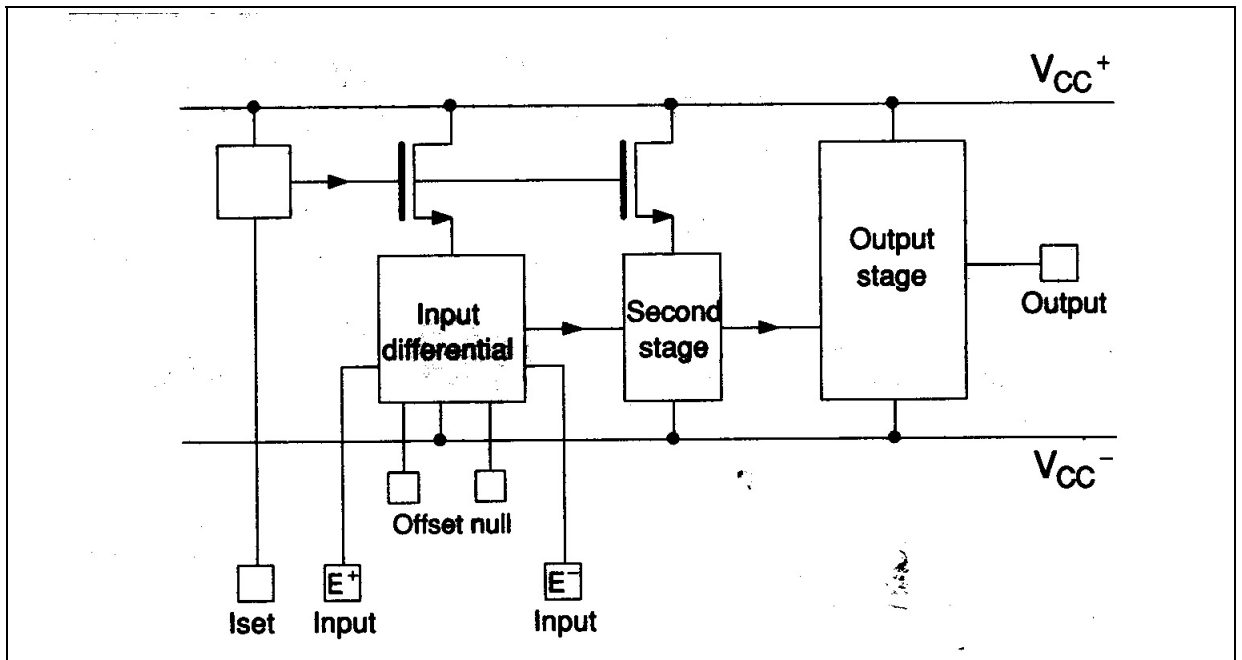 VCC+
Output
stage
Output
Input
differential
Second
stage
VCC−
Offset null
E+
E−
Iset
Input
Input